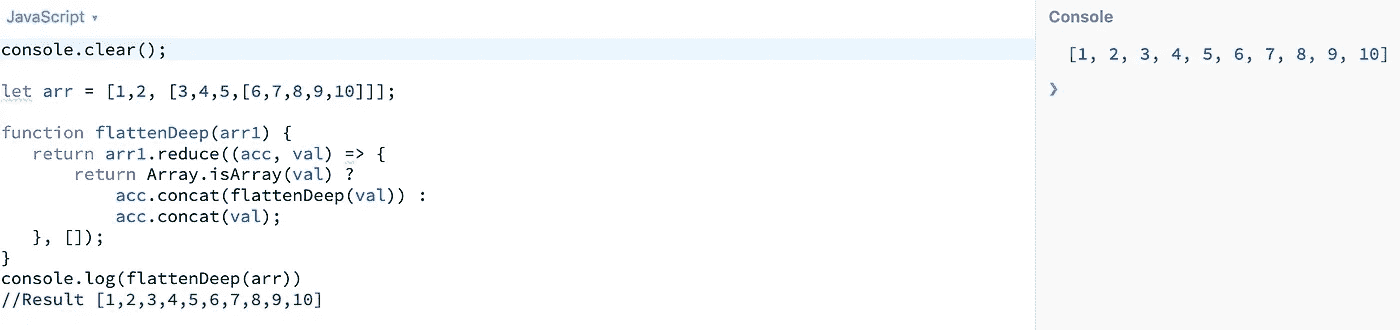 JavaScript ▾
Console
console.clear();
[1, 2, 3, 4, 5, 6, 7, 8, 9, 10]
let arr = [1,2, [3,4,5,[6,7,8,9,10]]];
❯
function flattenDeep(arr1) {
   return arr1.reduce((acc, val) => {
       return Array.isArray(val) ?
           acc.concat(flattenDeep(val)) :
           acc.concat(val);
   }, []);
}
console.log(flattenDeep(arr))
//Result [1,2,3,4,5,6,7,8,9,10]